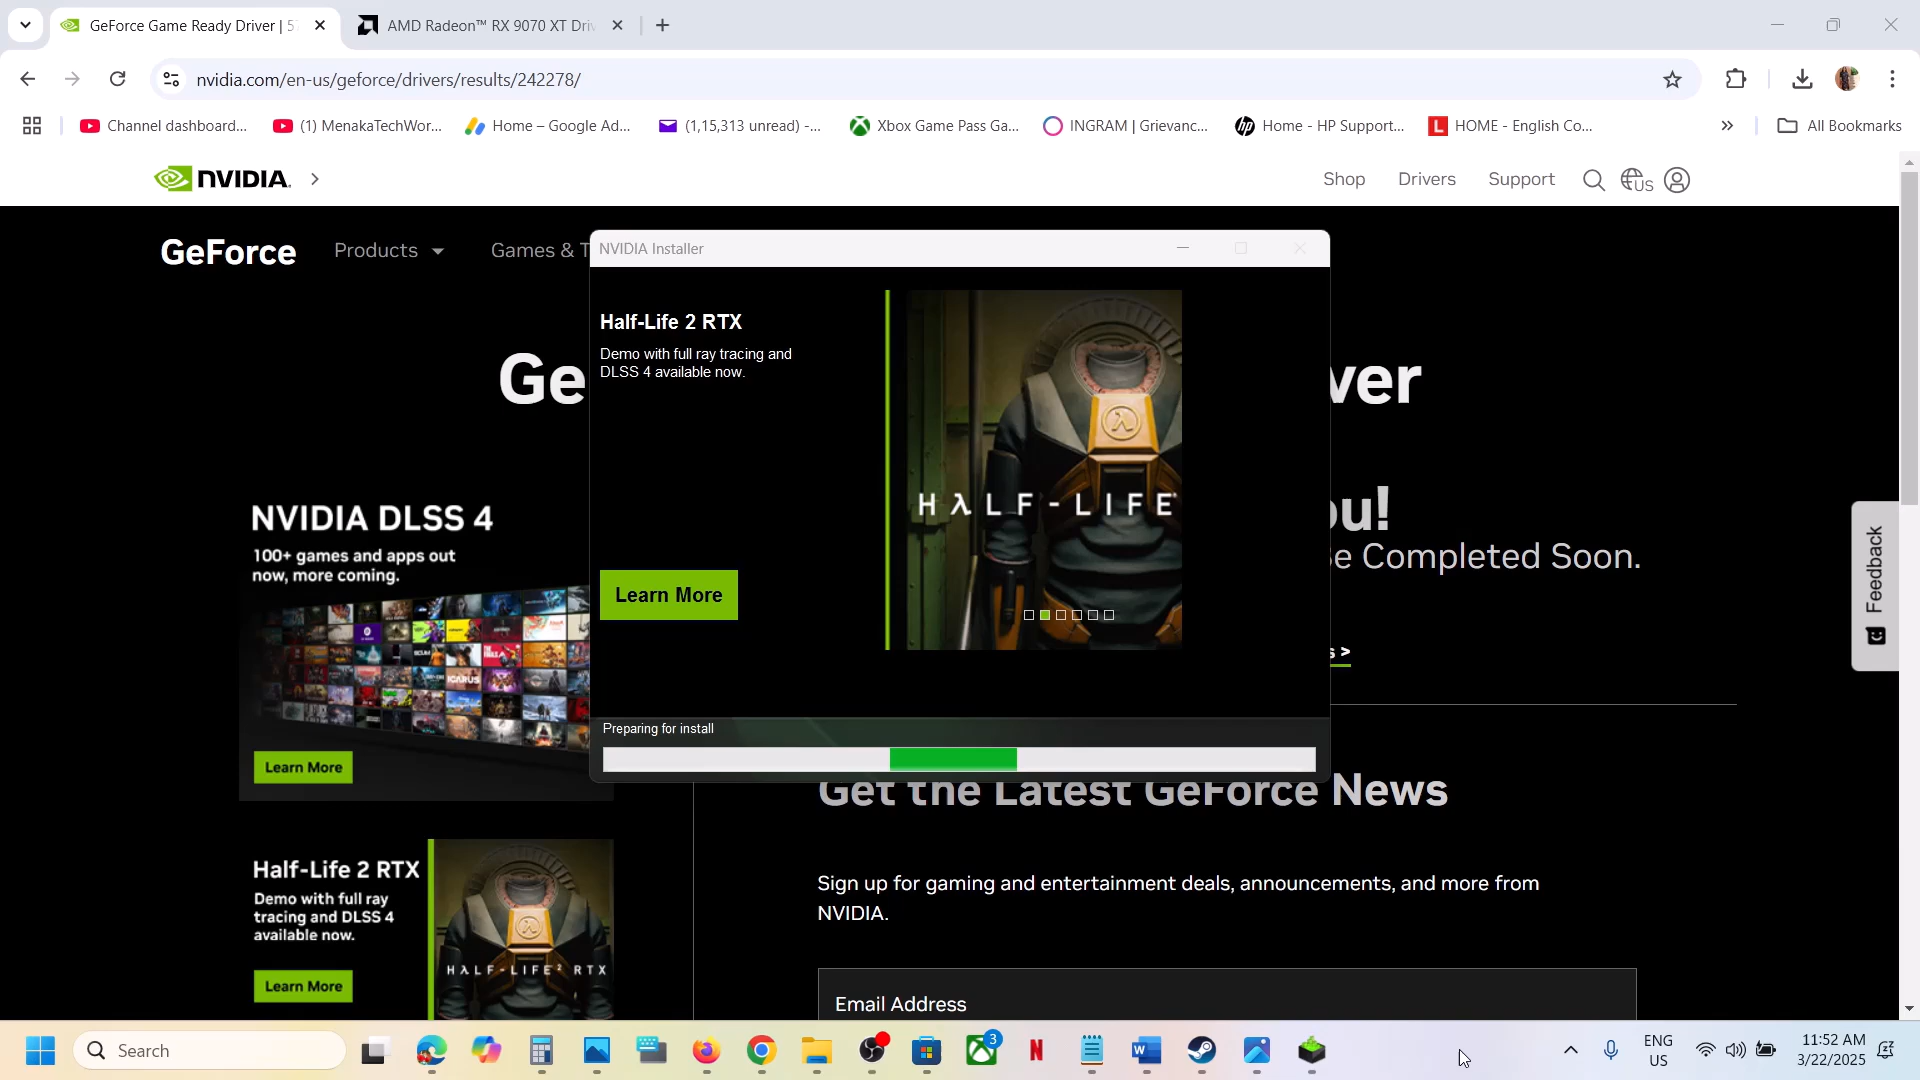 GeForce Game Ready Driver | 57
AMD Radeon™ RX 9070 XT Driv
nvidia.com/en-us/geforce/drivers/results/242278/
Channel dashboard...
(1) MenakaTechWor...
Home – Google Ad...
(1,15,313 unread) -...
Xbox Game Pass Ga...
INGRAM | Grievanc...
Home - HP Support...
HOME - English Co...
All Bookmarks
NVIDIA.
Shop
Drivers
Support
US
GeForce
Products
Games & T
NVIDIA Installer
Half-Life 2 RTX
Demo with full ray tracing and
DLSS 4 available now.
HλLF-LIFE
Learn More
Preparing for install
Ge
ver
ou!
Be Completed Soon.
s >
NVIDIA DLSS 4
100+ games and apps out
now, more coming.
ICARUS
Learn More
Half-Life 2 RTX
Demo with full ray
tracing and DLSS 4
available now.
HλLF-LIFE² RTX
Learn More
Get the Latest GeForce News
Sign up for gaming and entertainment deals, announcements, and more from
NVIDIA.
Email Address
Feedback
Search
3
ENG
US
11:52 AM
3/22/2025